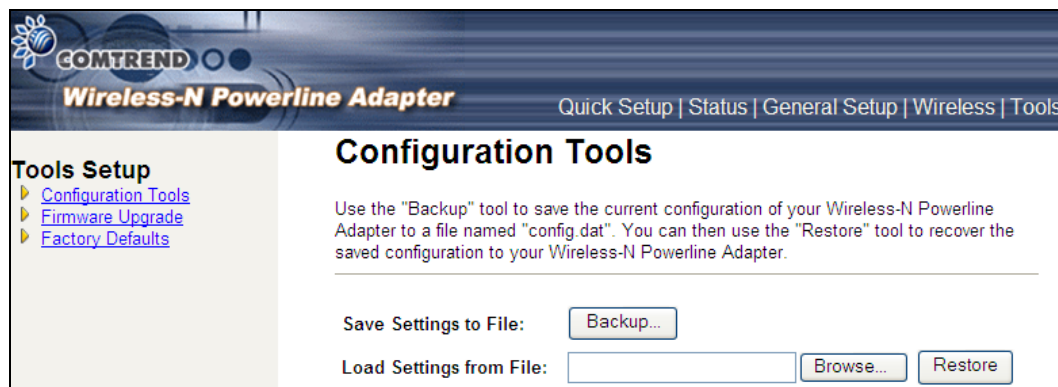 COMTREND
Wireless-N Powerline Adapter
Quick Setup | Status | General Setup | Wireless | Tools
Tools Setup
Configuration Tools
Firmware Upgrade
Factory Defaults
Configuration Tools
Use the "Backup" tool to save the current configuration of your Wireless-N Powerline
Adapter to a file named "config.dat". You can then use the "Restore" tool to recover the
saved configuration to your Wireless-N Powerline Adapter.
Save Settings to File: Backup...
Load Settings from File: Browse... Restore